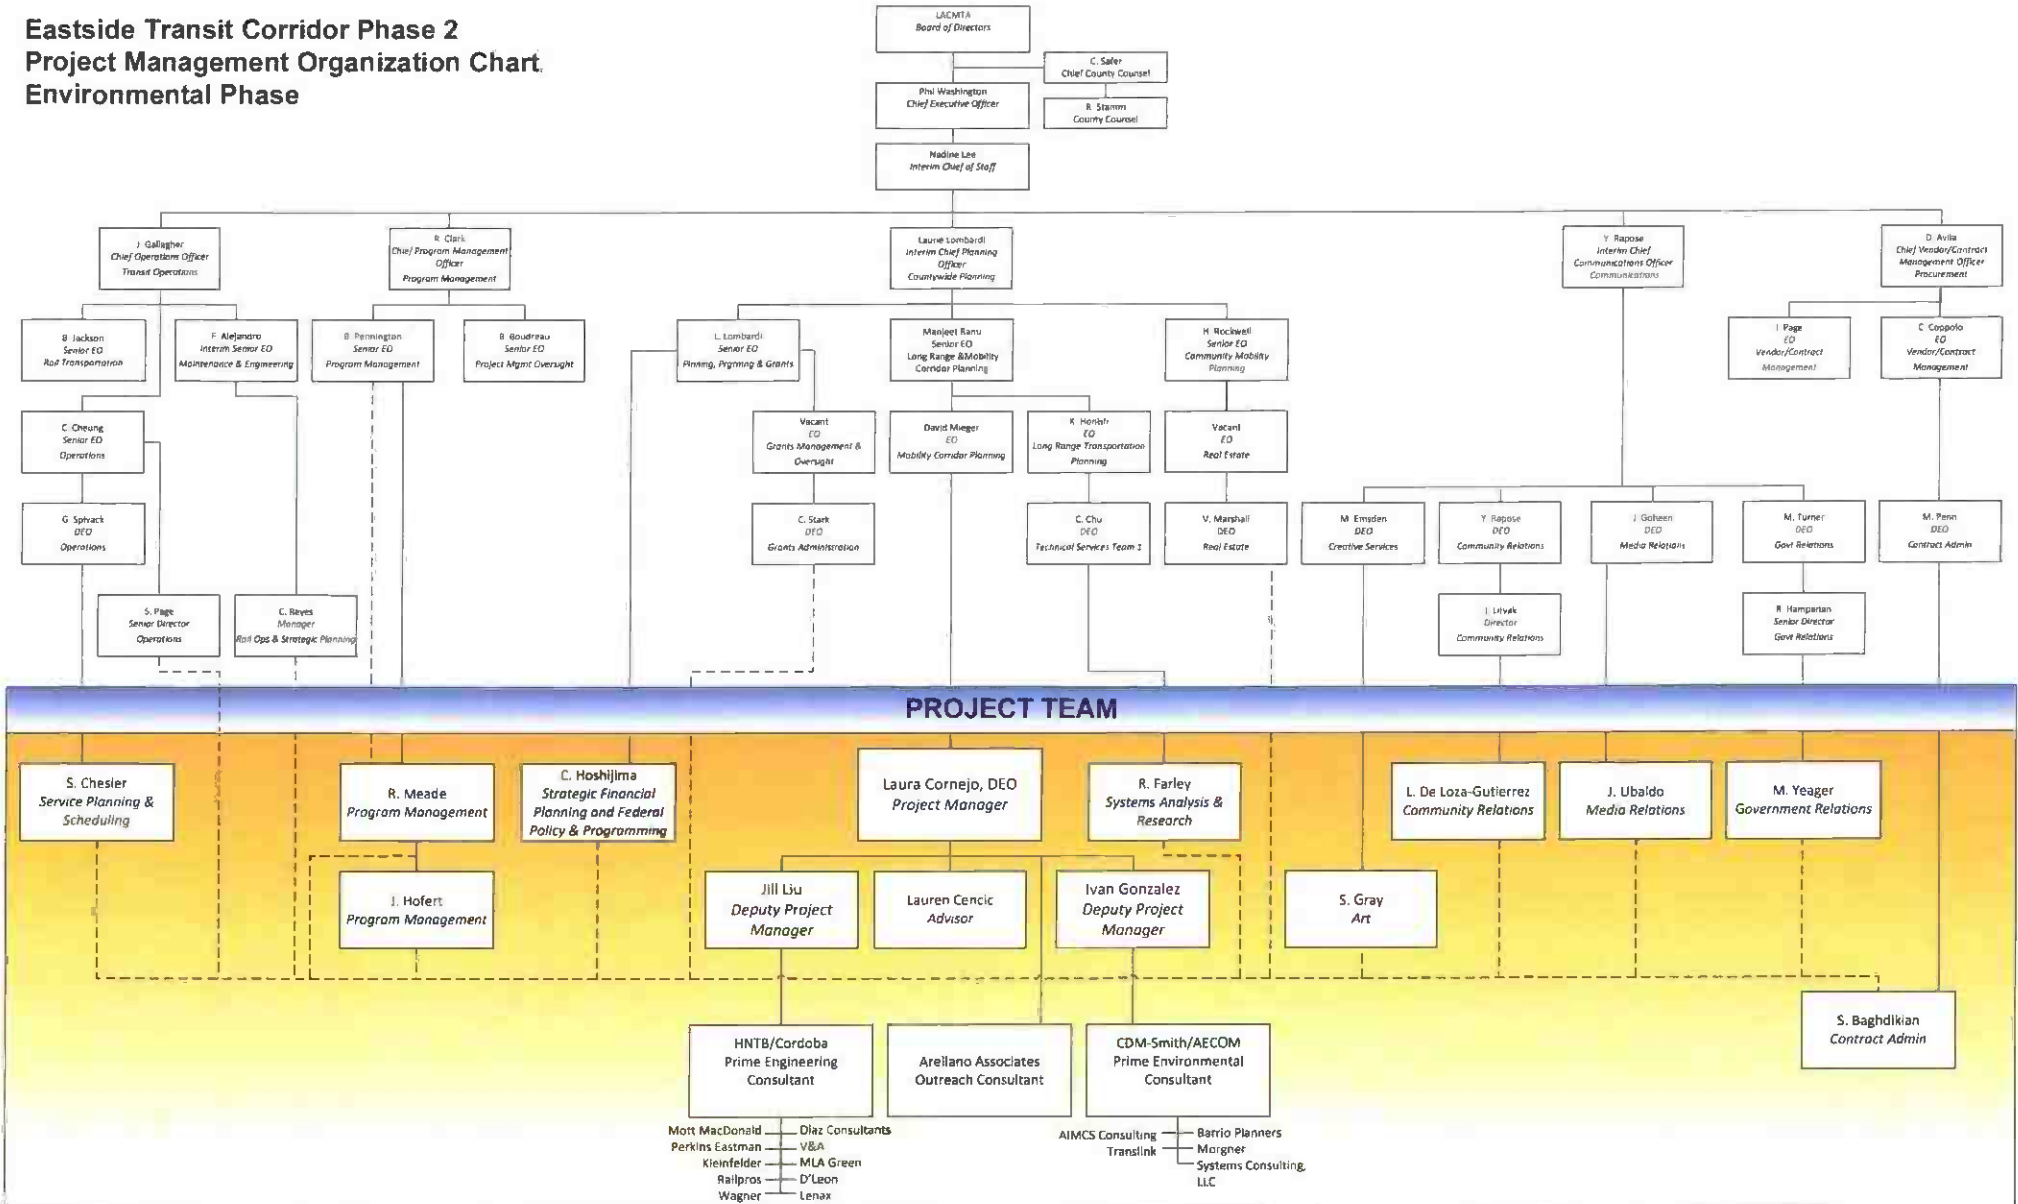 Eastside Transit Corridor Phase 2
Project Management Organization Chart
Environmental Phase
LACMTA
Board of Directors
C. Safer
Chief County Counsel
Phil Washington
Chief Executive Officer
R. Stamm
County Counsel
Nadine Lee
Interim Chief of Staff
J. Gallagher
Chief Operations Officer
Transit Operations
R. Clark
Chief Program Management
Officer
Program Management
Laurie Lombardi
Interim Chief Planning
Officer
Countywide Planning
Y. Rapose
Interim Chief
Communications Officer
Communications
D. Avila
Chief Vendor/Contract
Management Officer
Procurement
B. Jackson
Senior EO
Rail Transportation
F. Alejandro
Interim Senior EO
Maintenance & Engineering
B. Pennington
Senior EO
Program Management
B. Boudreau
Senior EO
Project Mgmt Oversight
L. Lombardi
Senior EO
Plnning, Prgrming & Grants
Manjeet Ranu
Senior EO
Long Range &Mobility
Corridor Planning
H. Rockwell
Senior EO
Community Mobility
Planning
I. Page
EO
Vendor/Contract
Management
C. Coppolo
EO
Vendor/Contract
Management
C. Cheung
Senior EO
Operations
Vacant
EO
Grants Management &
Oversight
David Mieger
EO
Mobility Corridor Planning
K.
EO
Long Range Transportation
Planning
Vacant
EO
Real Estate
G. Spivack
DEO
Operations
C. Stark
DEO
Grants Administration
C. Chu
DEO
Technical Services Team 1
V. Marshall
DEO
Real Estate
M. Emsden
DEO
Creative Services
Y. Rapose
DEO
Community Relations
J. Goheen
DEO
Media Relations
M. Turner
DEO
Govt Relations
M. Penn
DEO
Contract Admin
S. Page
Senior Director
Operations
C. Reyes
Manager
Rail Ops & Strategic Planning
J. Litvak
Director
Community Relations
R. Hamparian
Senior Director
Govt Relations
PROJECT TEAM
S. Chesler
Service Planning &
Scheduling
R. Meade
Program Management
C. Hoshijima
Strategic Financial
Planning and Federal
Policy & Programming
Laura Cornejo, DEO
Project Manager
R. Farley
Systems Analysis &
Research
L. De Loza-Gutierrez
Community Relations
J. Ubaldo
Media Relations
M. Yeager
Government Relations
J. Hofert
Program Management
Jill Liu
Deputy Project
Manager
Lauren Cencic
Advisor
Ivan Gonzalez
Deputy Project
Manager
S. Gray
Art
S. Baghdikian
Contract Admin
HNTB/Cordoba
Prime Engineering
Consultant
Arellano Associates
Outreach Consultant
CDM-Smith/AECOM
Prime Environmental
Consultant
Mott MacDonald
Perkins Eastman
Kleinfelder
Railpros
Wagner
Diaz Consultants
V&A
MLA Green
D'Leon
Lenax
AIMCS Consulting
Translink
Barrio Planners
Morgner
Systems Consulting,
LLC